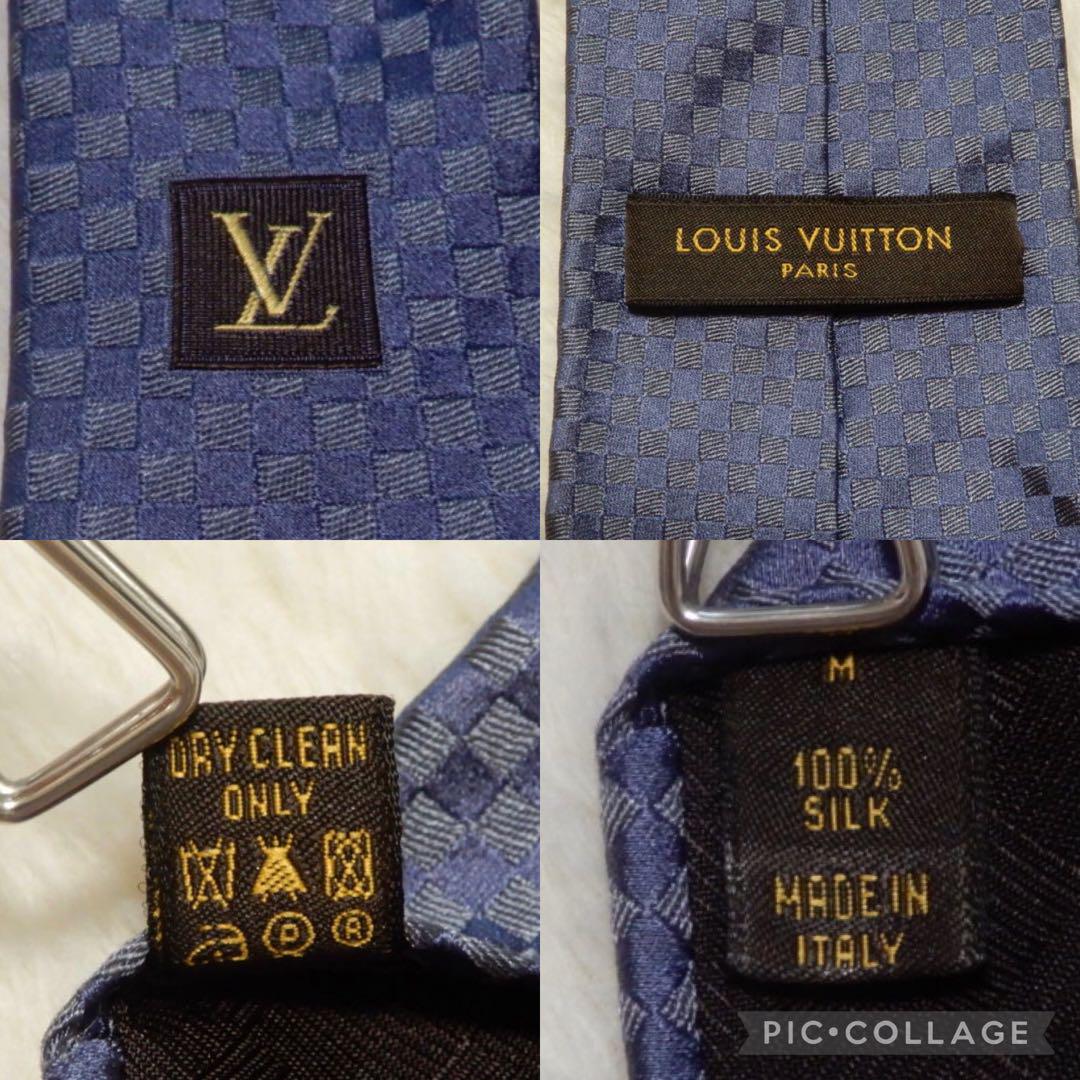 LV
LOUIS VUITTON
PARIS
DRY CLEAN
ONLY
P
R
M
100%
SILK
MADE IN
ITALY
PIC•COLLAGE